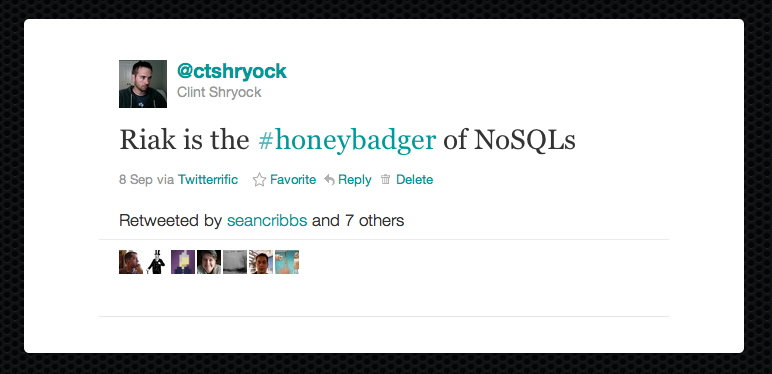 @ctshryock
Clint Shryock
Riak is the #honeybadger of NoSQLs
8 Sep via Twitterrific Favorite Reply Delete
Retweeted by seancribbs and 7 others